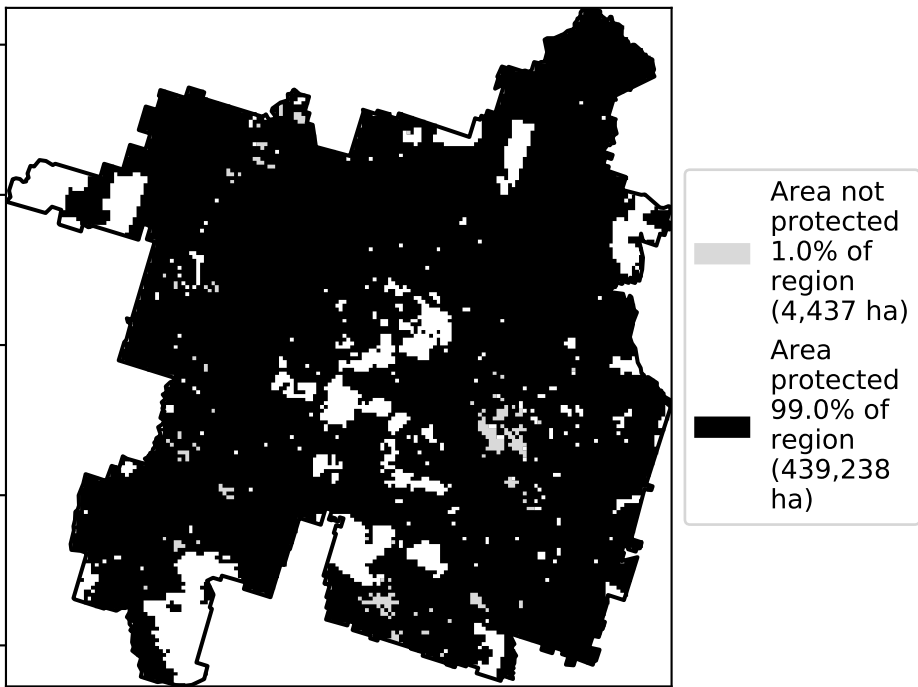 Area not
protected
1.0% of
region
(4,437 ha)
Area
protected
99.0% of
region
(439,238
ha)